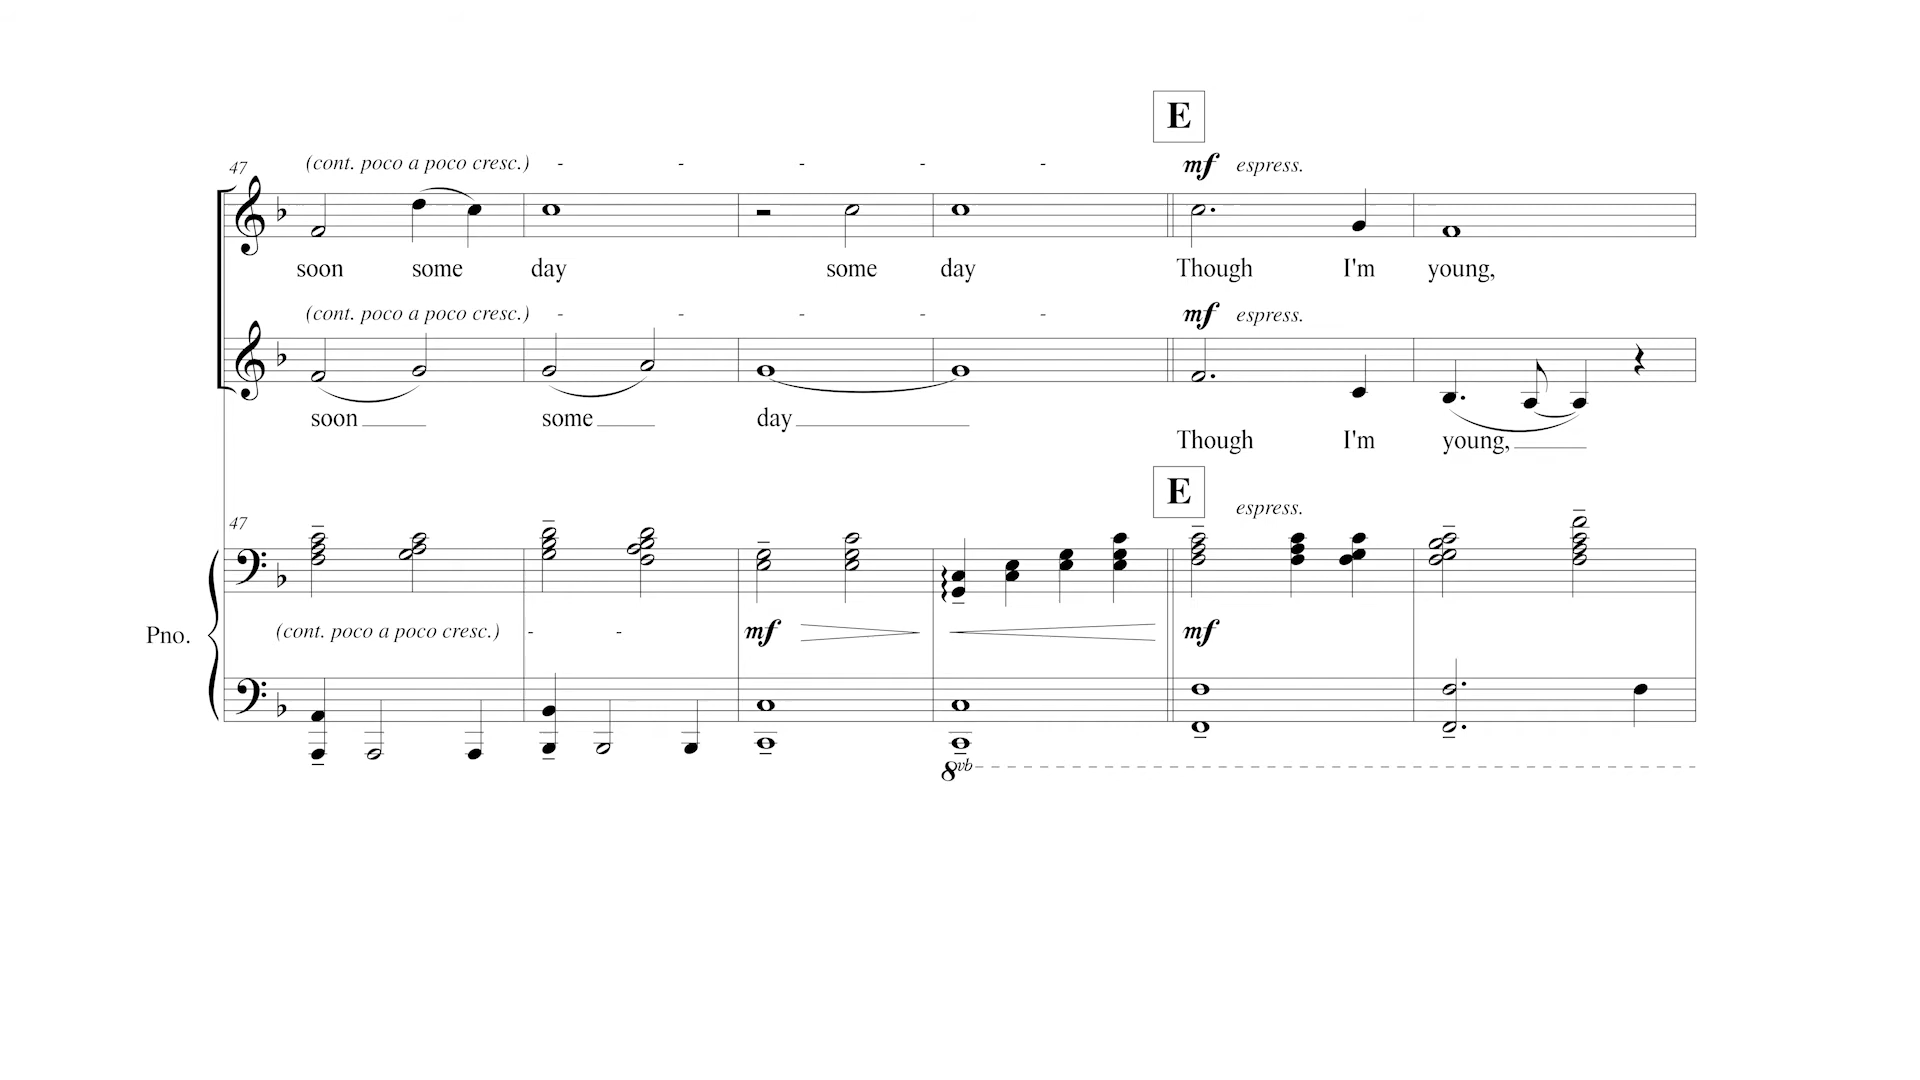 E
47 (cont. poco a poco cresc.) - - - - - mf espress.
soon some day some day Though I'm young,
(cont. poco a poco cresc.) - - - - - mf espress.
soon some day
Though I'm young,
E
47 espress.
Pno. (cont. poco a poco cresc.) - - mf mf
8vb